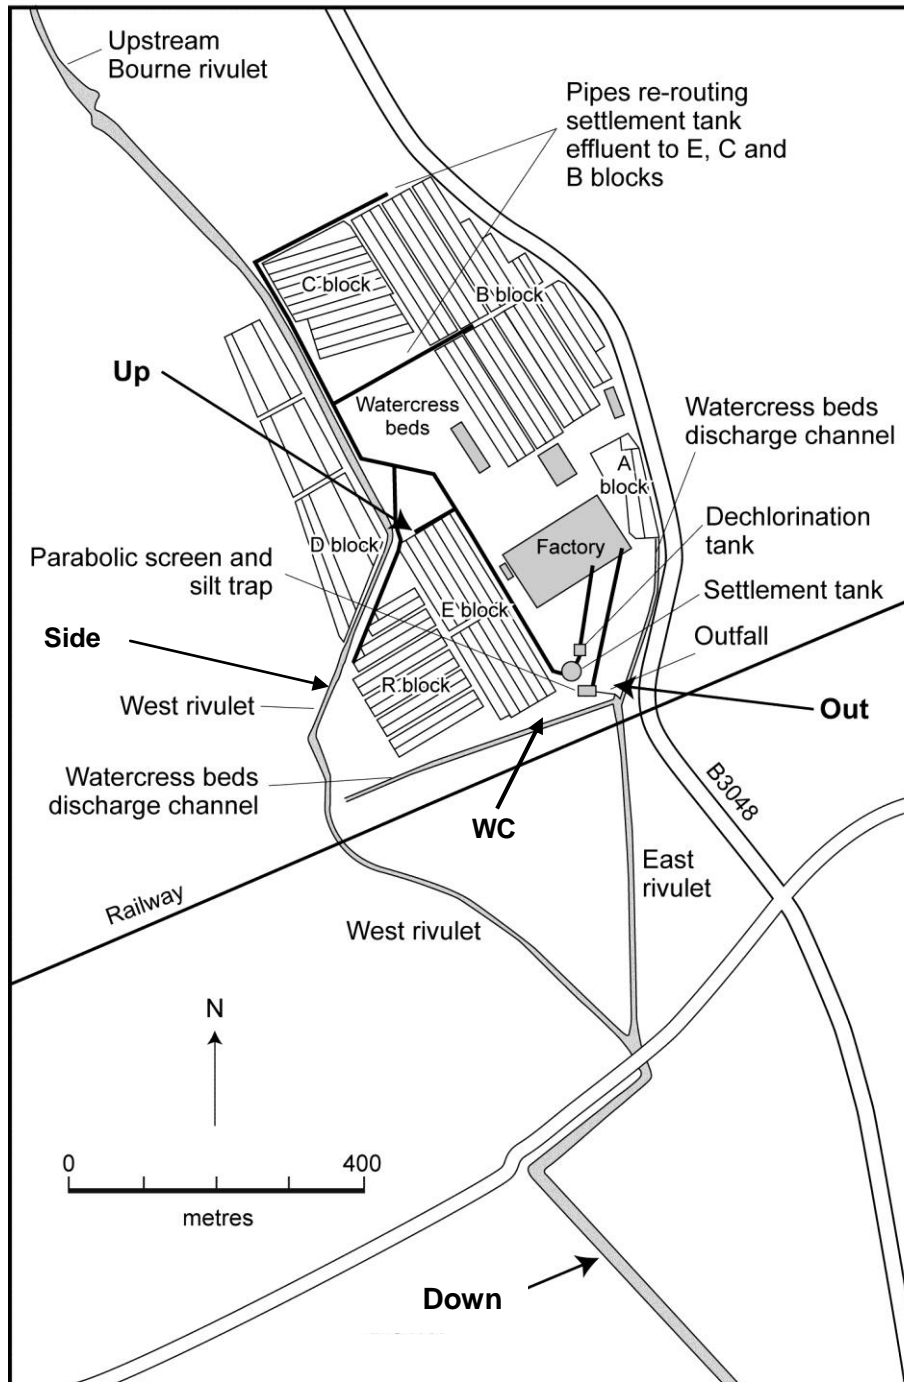 Upstream
Bourne rivulet
Pipes re-routing
settlement tank
effluent to E, C and
B blocks
C block
B block
Up
Watercress
beds
Watercress beds
discharge channel
A
block
D block
Factory
Dechlorination
tank
Parabolic screen and
silt trap
E block
Settlement tank
Side
Outfall
R block
West rivulet
Out
Watercress beds
discharge channel
B3048
WC
East
rivulet
Railway
West rivulet
N
0
400
metres
Down